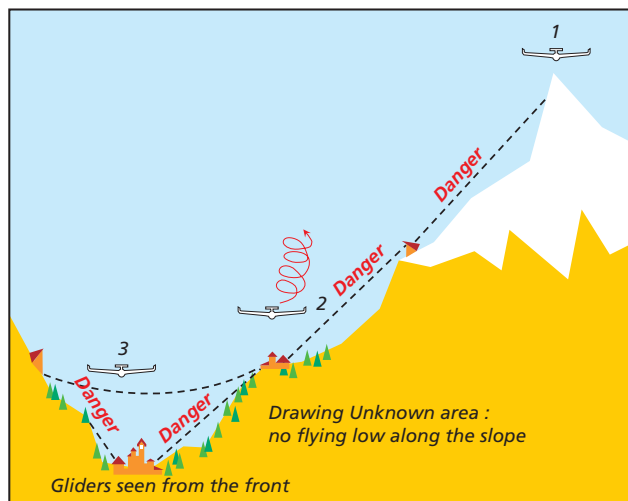 1
Danger
Danger
2
3
Danger
Danger
Drawing Unknown area :
no flying low along the slope
Gliders seen from the front